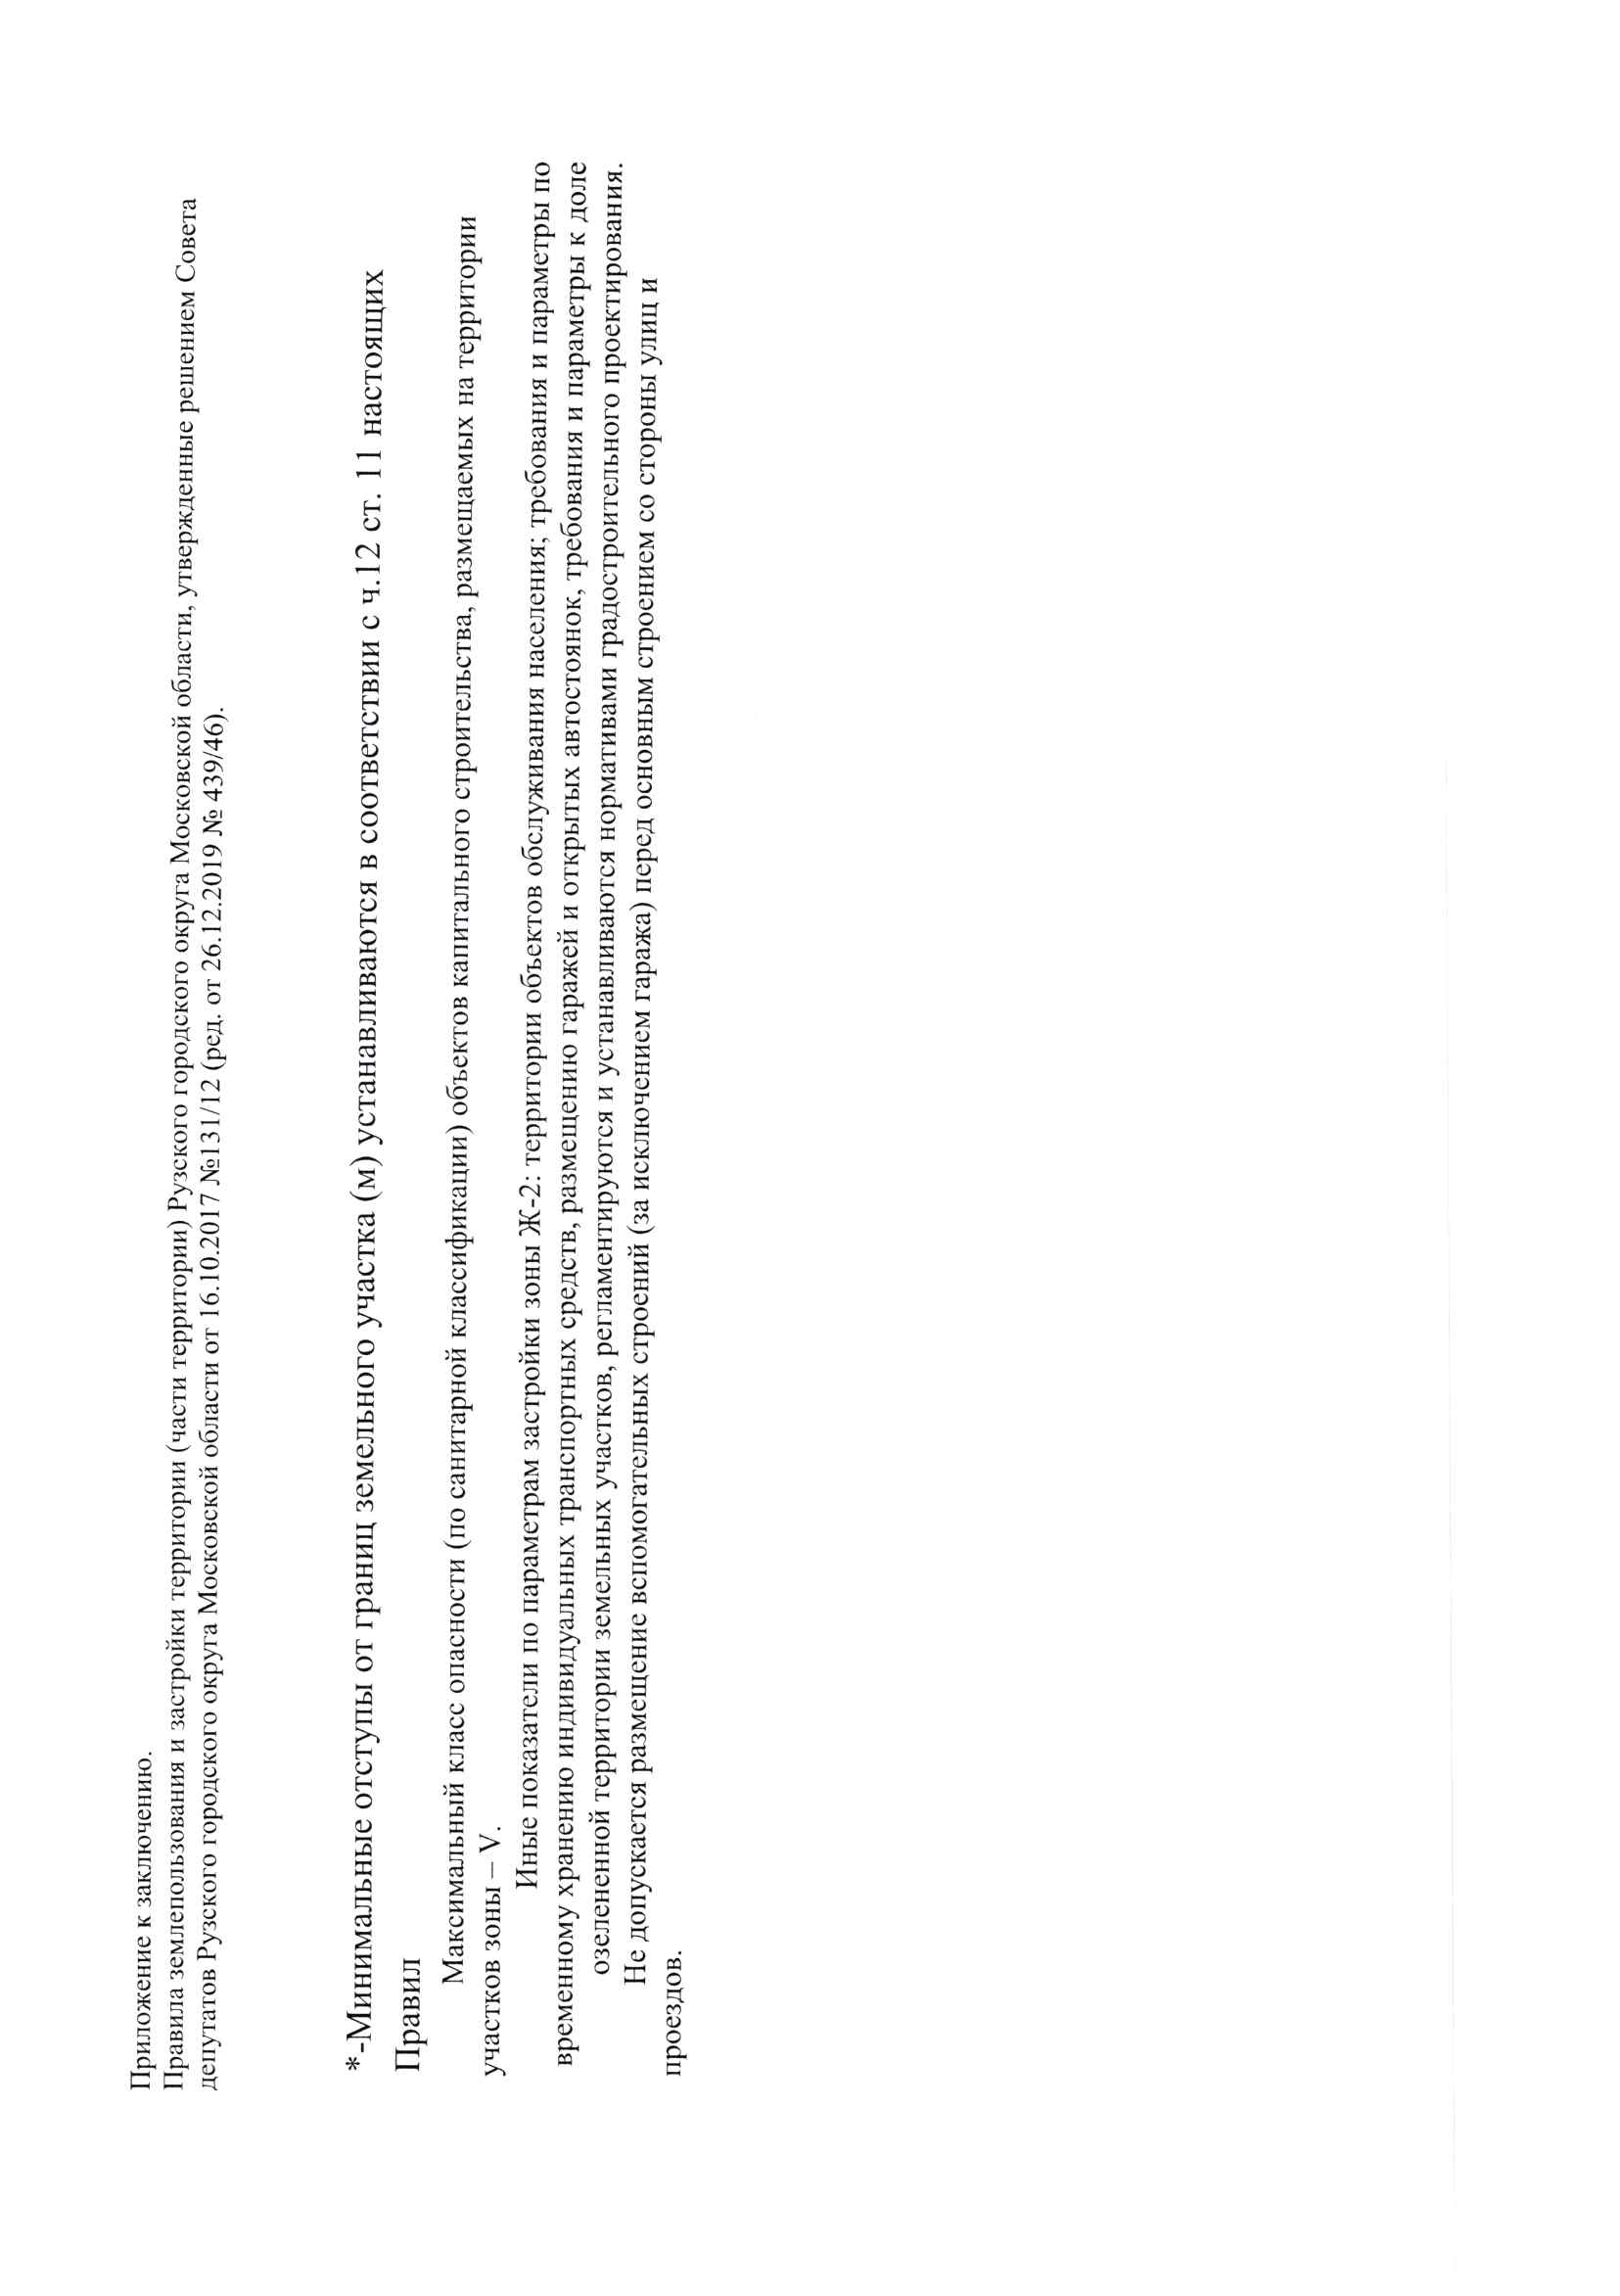 Приложение к заключению.
Правила землепользования и застройки территории (части территории) Рузского городского округа Московской области, утвержденные решением Совета
депутатов Рузского городского округа Московской области от 16.10.2017 №131/12 (ред. от 26.12.2019 № 439/46).
*-Минимальные отступы от границ земельного участка (м) устанавливаются в соответствии с ч.12 ст. 11 настоящих
Правил
Максимальный класс опасности (по санитарной классификации) объектов капитального строительства, размещаемых на территории
участков зоны – V.
Иные показатели по параметрам застройки зоны Ж-2: территории объектов обслуживания населения; требования и параметры по
временному хранению индивидуальных транспортных средств, размещению гаражей и открытых автостоянок, требования и параметры к доле
озелененной территории земельных участков, регламентируются и устанавливаются нормативами градостроительного проектирования.
Не допускается размещение вспомогательных строений (за исключением гаража) перед основным строением со стороны улиц и
проездов.